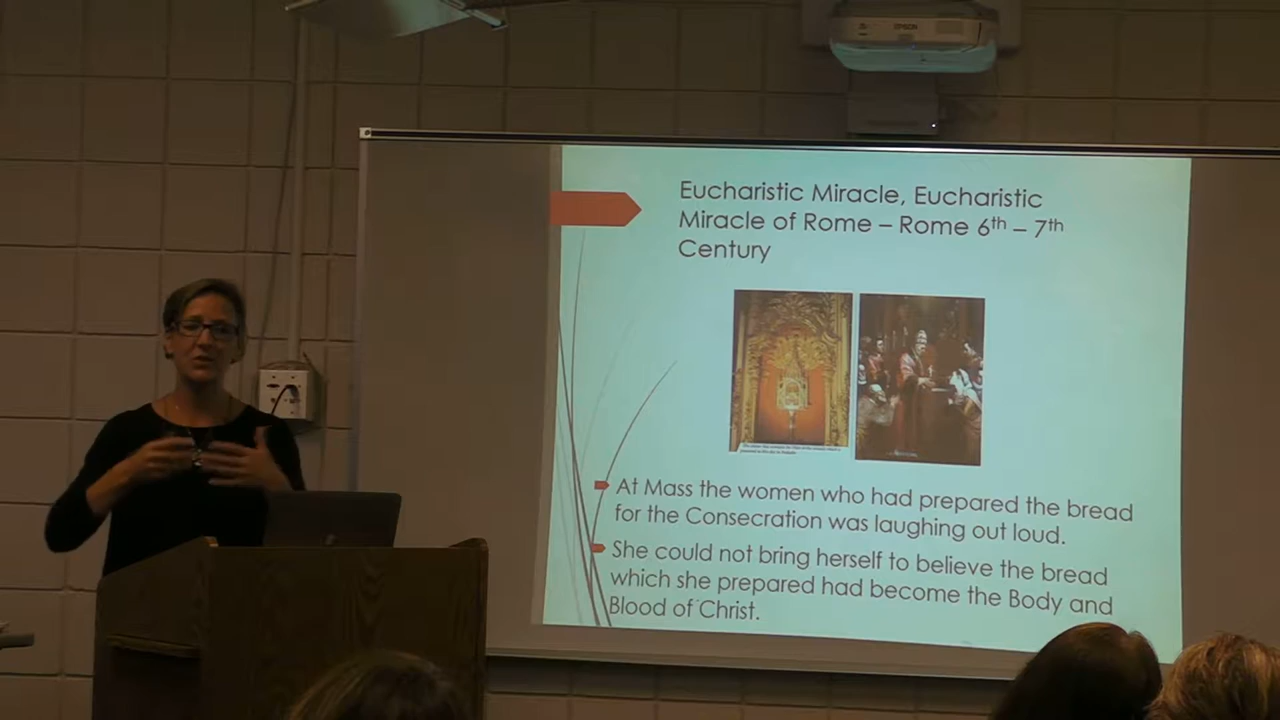 EPSON
Eucharistic Miracle, Eucharistic
Miracle of Rome – Rome 6th – 7th
Century
At Mass the women who had prepared the bread
for the Consecration was laughing out loud.
She could not bring herself to believe the bread
which she prepared had become the Body and
Blood of Christ.